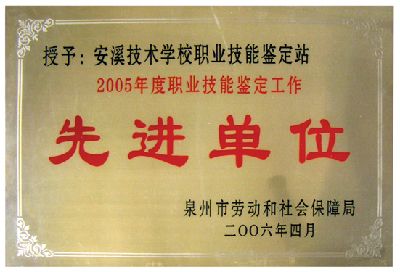 授予：安溪技术学校职业技能鉴定站
2005年度职业技能鉴定工作
先进单位
泉州市劳动和社会保障局
二〇〇六年四月